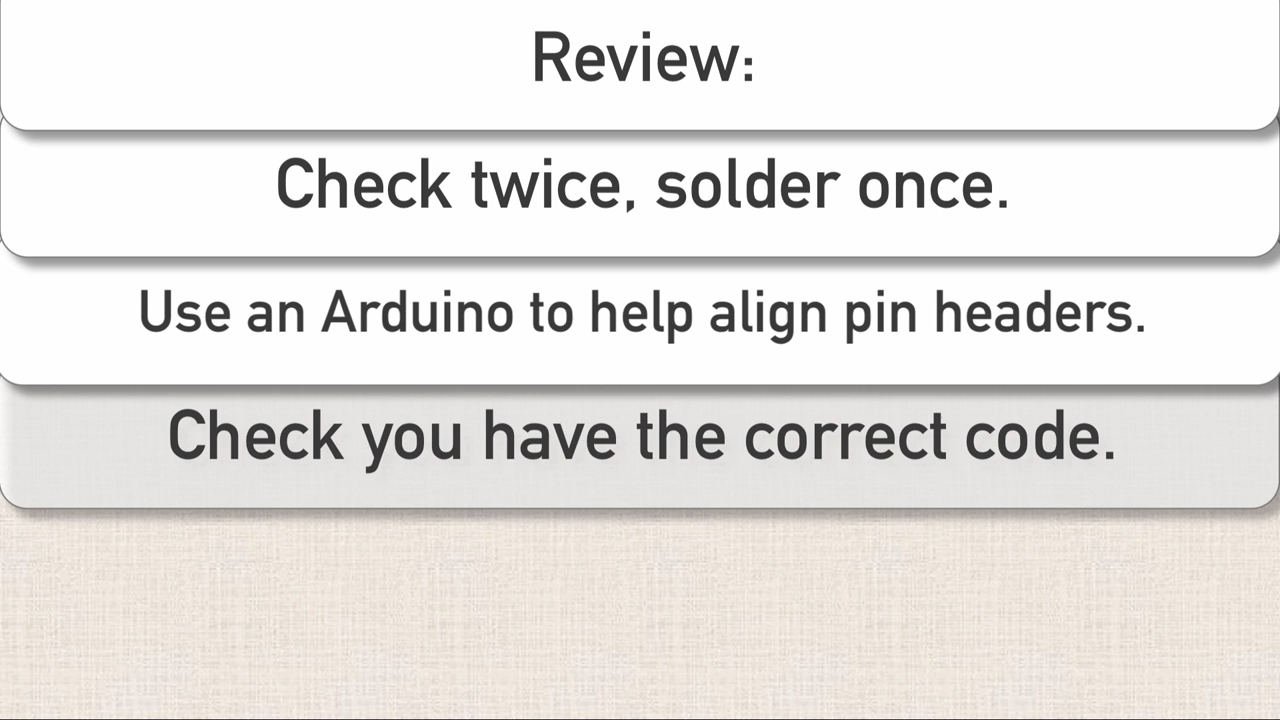 Review:
Check twice, solder once.
Use an Arduino to help align pin headers.
Check you have the correct code.